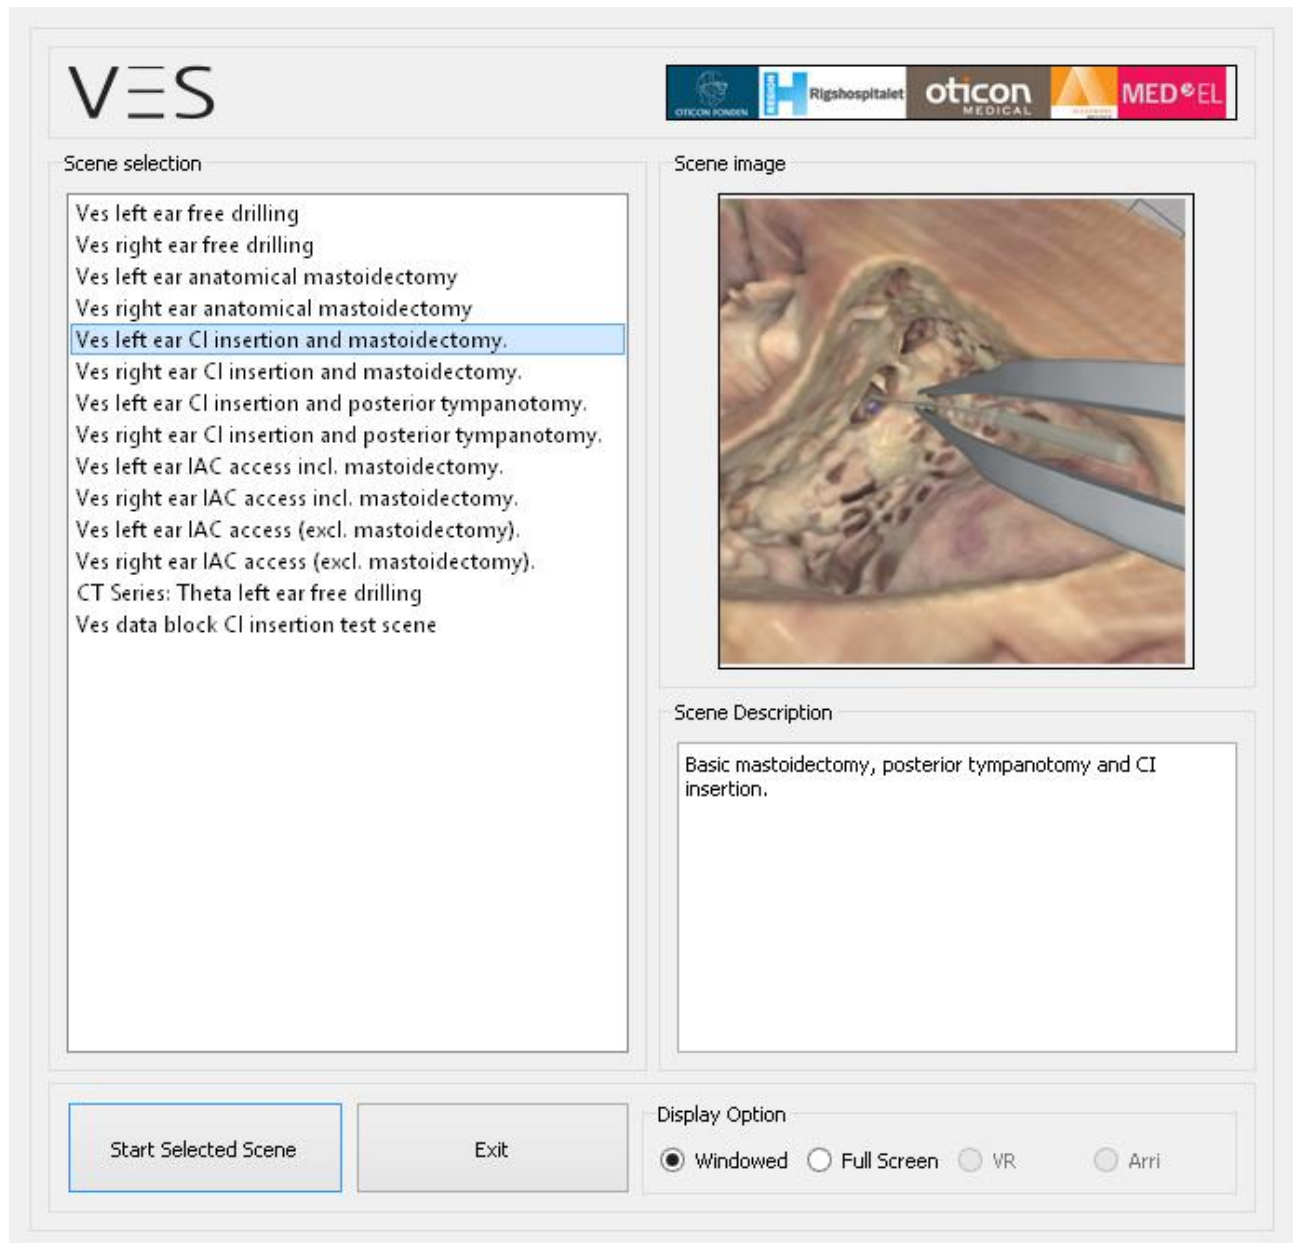 VES
OTICON FONDEN
REGION
H
Rigshospitalet
oticon
MEDICAL
MED EL
Scene selection
Ves left ear free drilling
Ves right ear free drilling
Ves left ear anatomical mastoidectomy
Ves right ear anatomical mastoidectomy
Ves left ear CI insertion and mastoidectomy.
Ves right ear CI insertion and mastoidectomy.
Ves left ear CI insertion and posterior tympanotomy.
Ves right ear CI insertion and posterior tympanotomy.
Ves left ear IAC access incl. mastoidectomy.
Ves right ear IAC access incl. mastoidectomy.
Ves left ear IAC access (excl. mastoidectomy).
Ves right ear IAC access (excl. mastoidectomy).
CT Series: Theta left ear free drilling
Ves data block CI insertion test scene
Scene image
Scene Description
Basic mastoidectomy, posterior tympanotomy and CI
insertion.
Start Selected Scene
Exit
Display Option
Windowed
Full Screen
VR
Arri